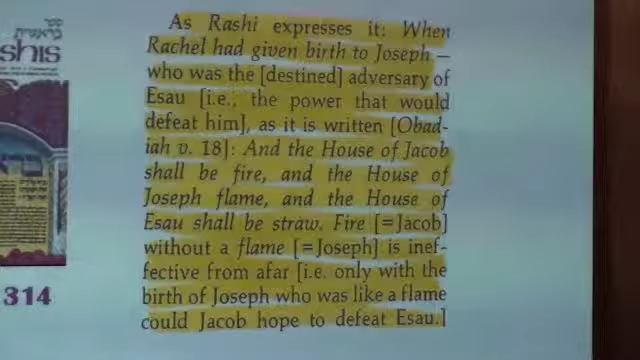 ספר
בראשית
shis
314
As Rashi expresses it: When
Rachel had given birth to Joseph —
who was the [destined] adversary of
Esau [i.e., the power that would
defeat him], as it is written [Obad-
iah v. 18]: And the House of Jacob
shall be fire, and the House of
Joseph flame, and the House of
Esau shall be straw. Fire [=Jacob]
without a flame [=Joseph] is inef-
fective from afar [i.e. only with the
birth of Joseph who was like a flame
could Jacob hope to defeat Esau.]